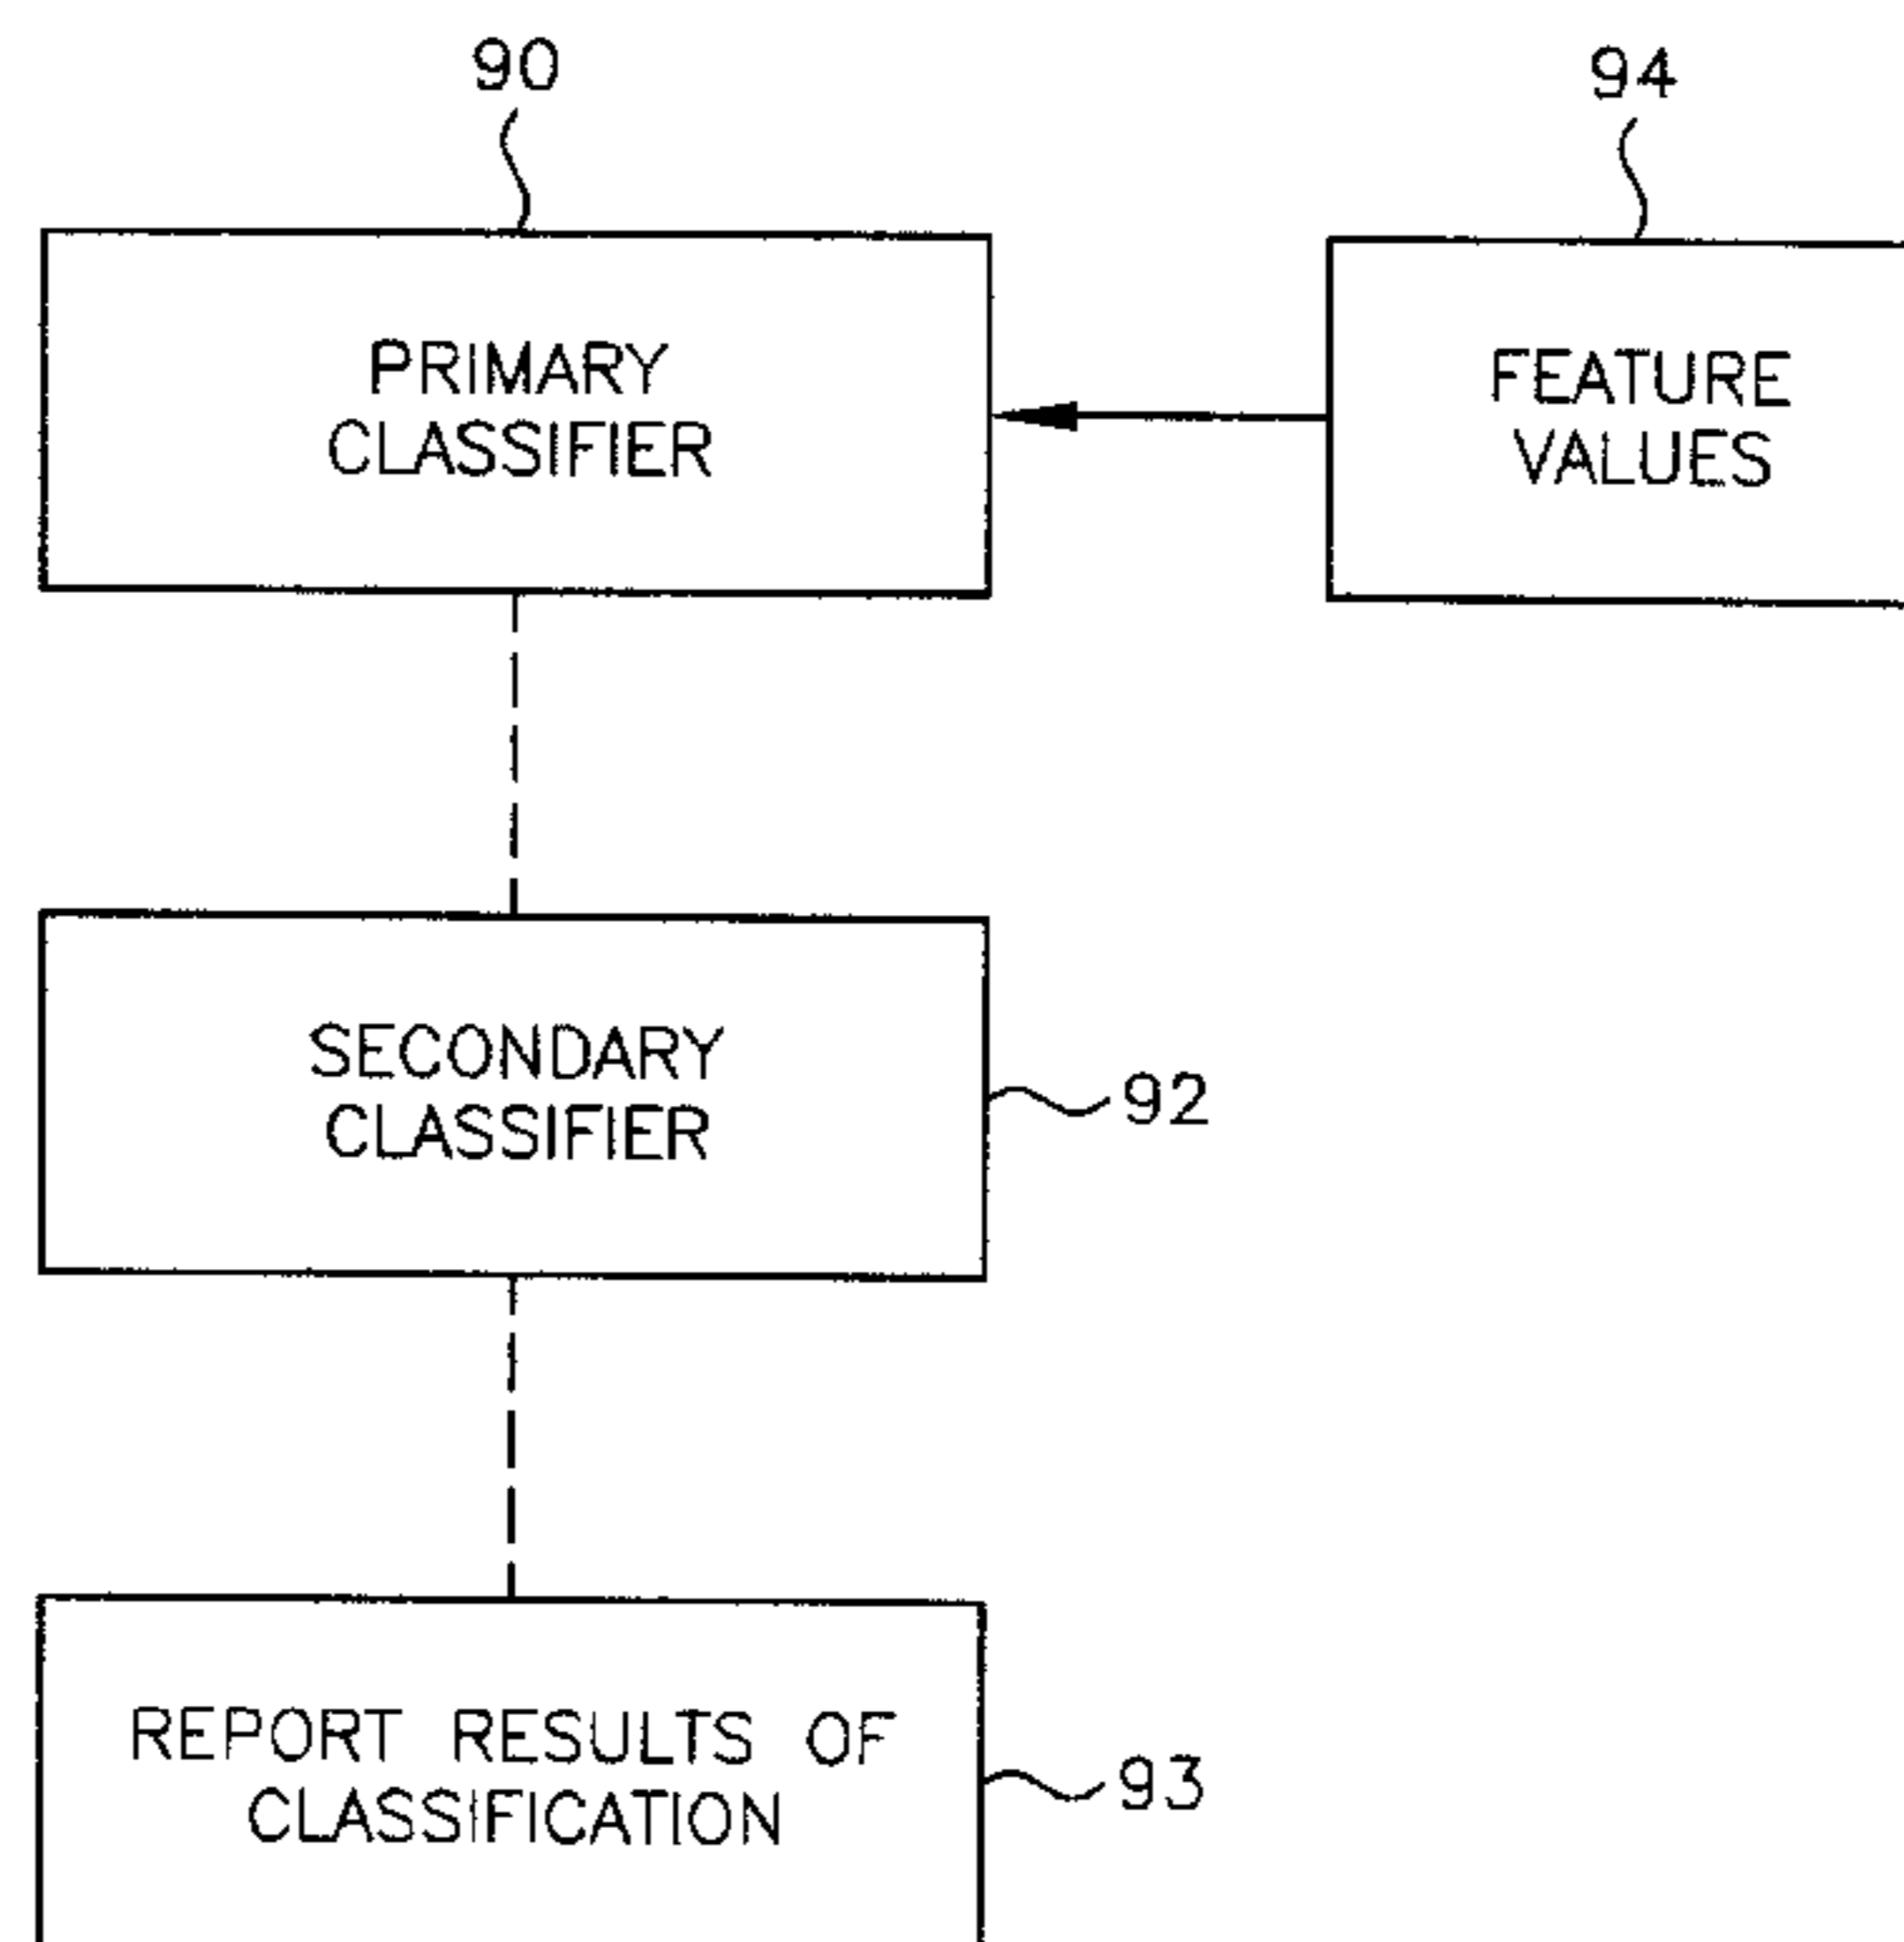 90
94
PRIMARY
CLASSIFIER
FEATURE
VALUES
SECONDARY
CLASSIFIER
92
REPORT RESULTS OF
CLASSIFICATION
93